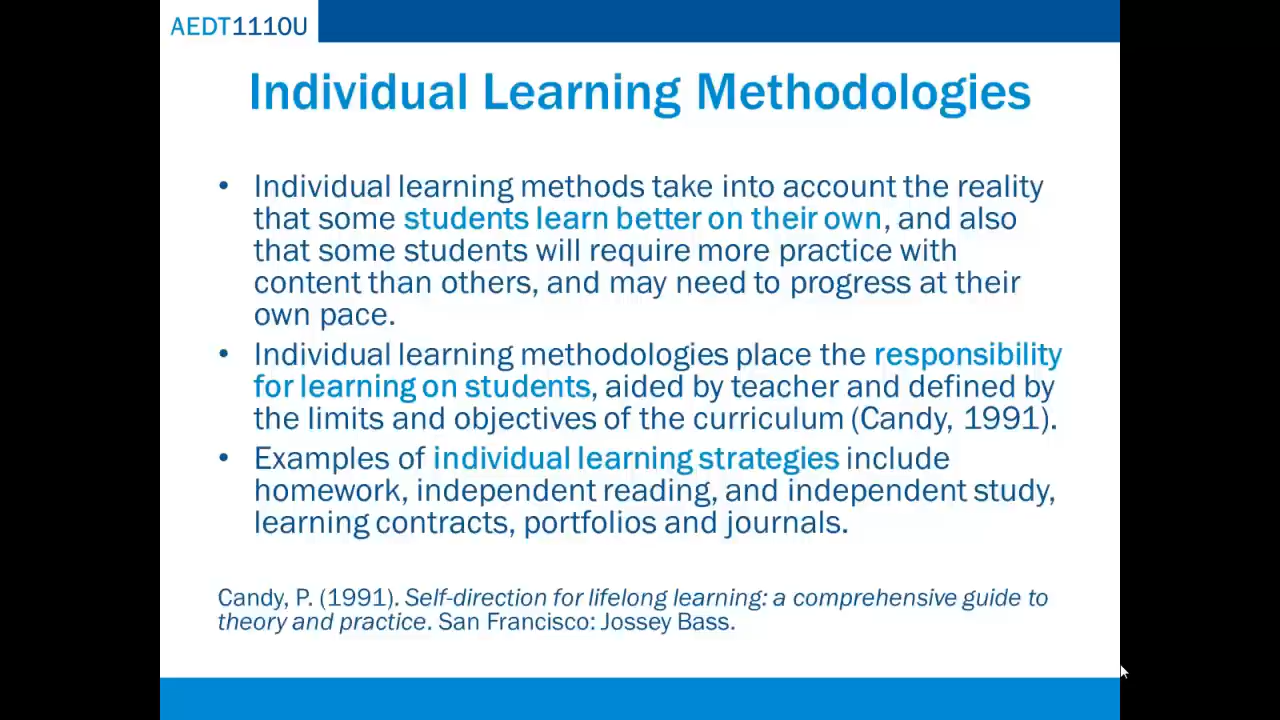 AEDT1110U
Individual Learning Methodologies
• Individual learning methods take into account the reality
that some students learn better on their own, and also
that some students will require more practice with
content than others, and may need to progress at their
own pace.
• Individual learning methodologies place the responsibility
for learning on students, aided by teacher and defined by
the limits and objectives of the curriculum (Candy, 1991).
• Examples of individual learning strategies include
homework, independent reading, and independent study,
learning contracts, portfolios and journals.
Candy, P. (1991). Self-direction for lifelong learning: a comprehensive guide to
theory and practice. San Francisco: Jossey Bass.